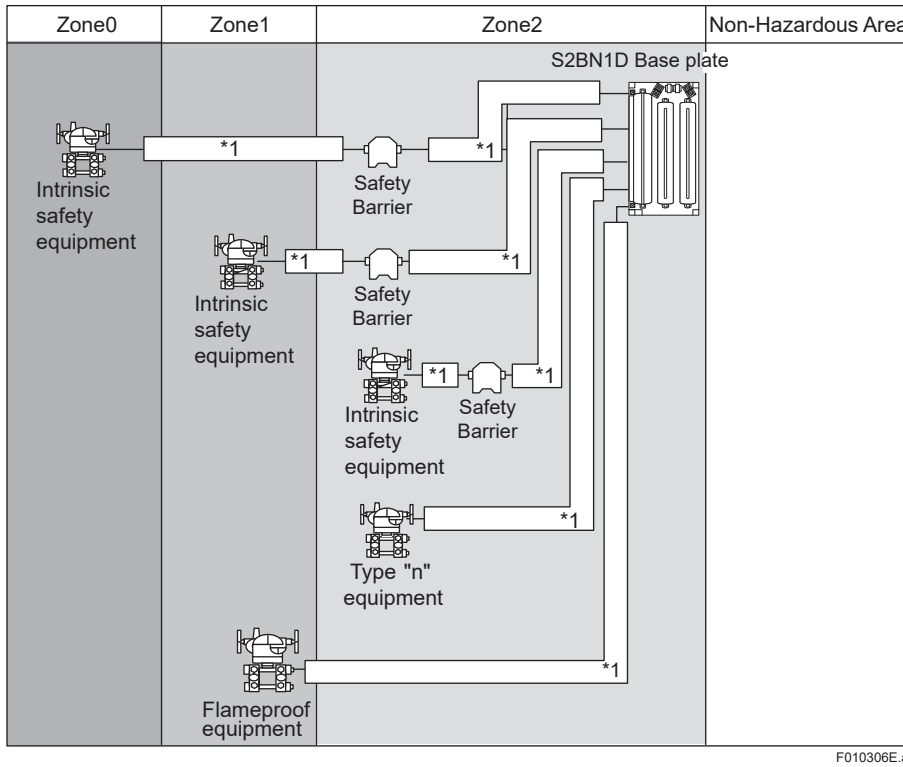 Zone0
Zone1
Zone2
Non-Hazardous Area
S2BN1D Base plate
*1
*1
Intrinsic
safety
equipment
Safety
Barrier
*1
*1
Intrinsic
safety
equipment
Safety
Barrier
*1
*1
Intrinsic
safety
equipment
Safety
Barrier
*1
Type "n"
equipment
*1
Flameproof
equipment
F010306E.a